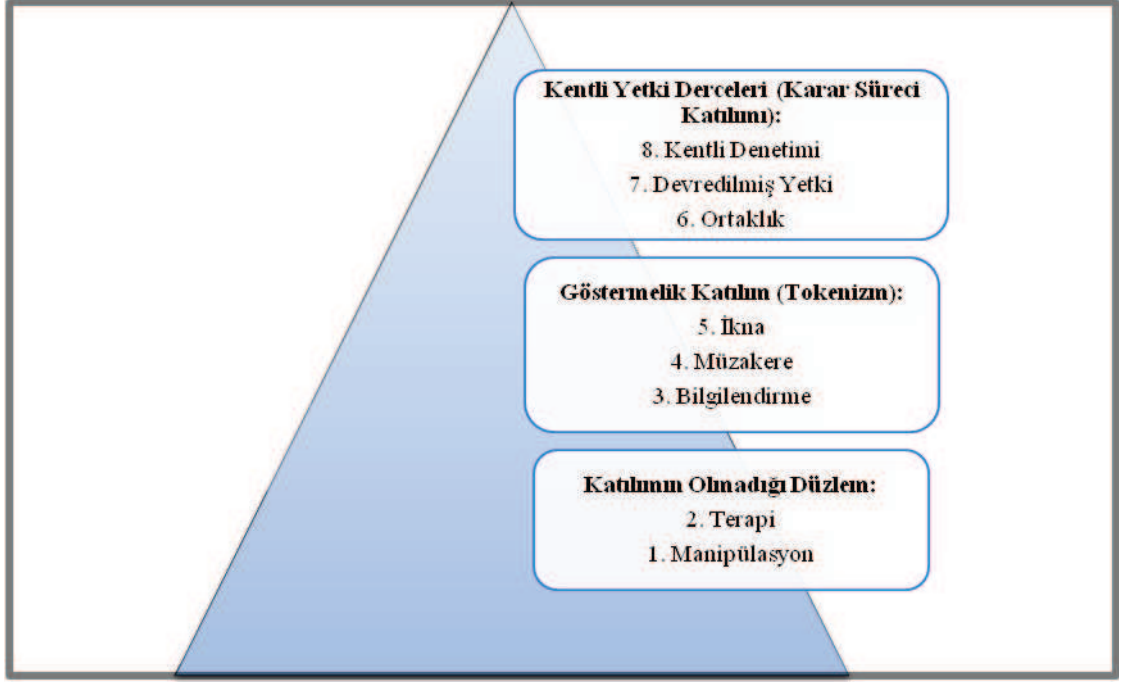 Kentli Yetki Derceleri (Karar Süreci
Katılımı):
8. Kentli Denetimi
7. Devredilmiş Yetki
6. Ortaklık
Göstermelik Katılım (Tokenizm):
5. İkna
4. Müzakere
3. Bilgilendirme
Katılımın Olmadığı Düzlem:
2. Terapi
1. Manipülasyon